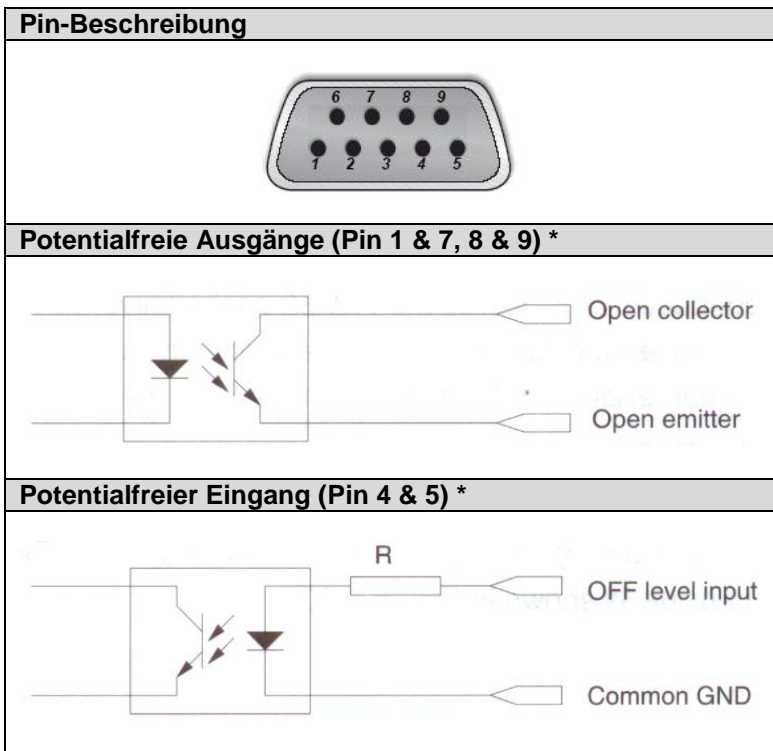 Pin-Beschreibung
6 7 8 9
1 2 3 4 5
Potentialfreie Ausgänge (Pin 1 & 7, 8 & 9) *
Open collector
Open emitter
Potentialfreier Eingang (Pin 4 & 5) *
R
OFF level input
Common GND